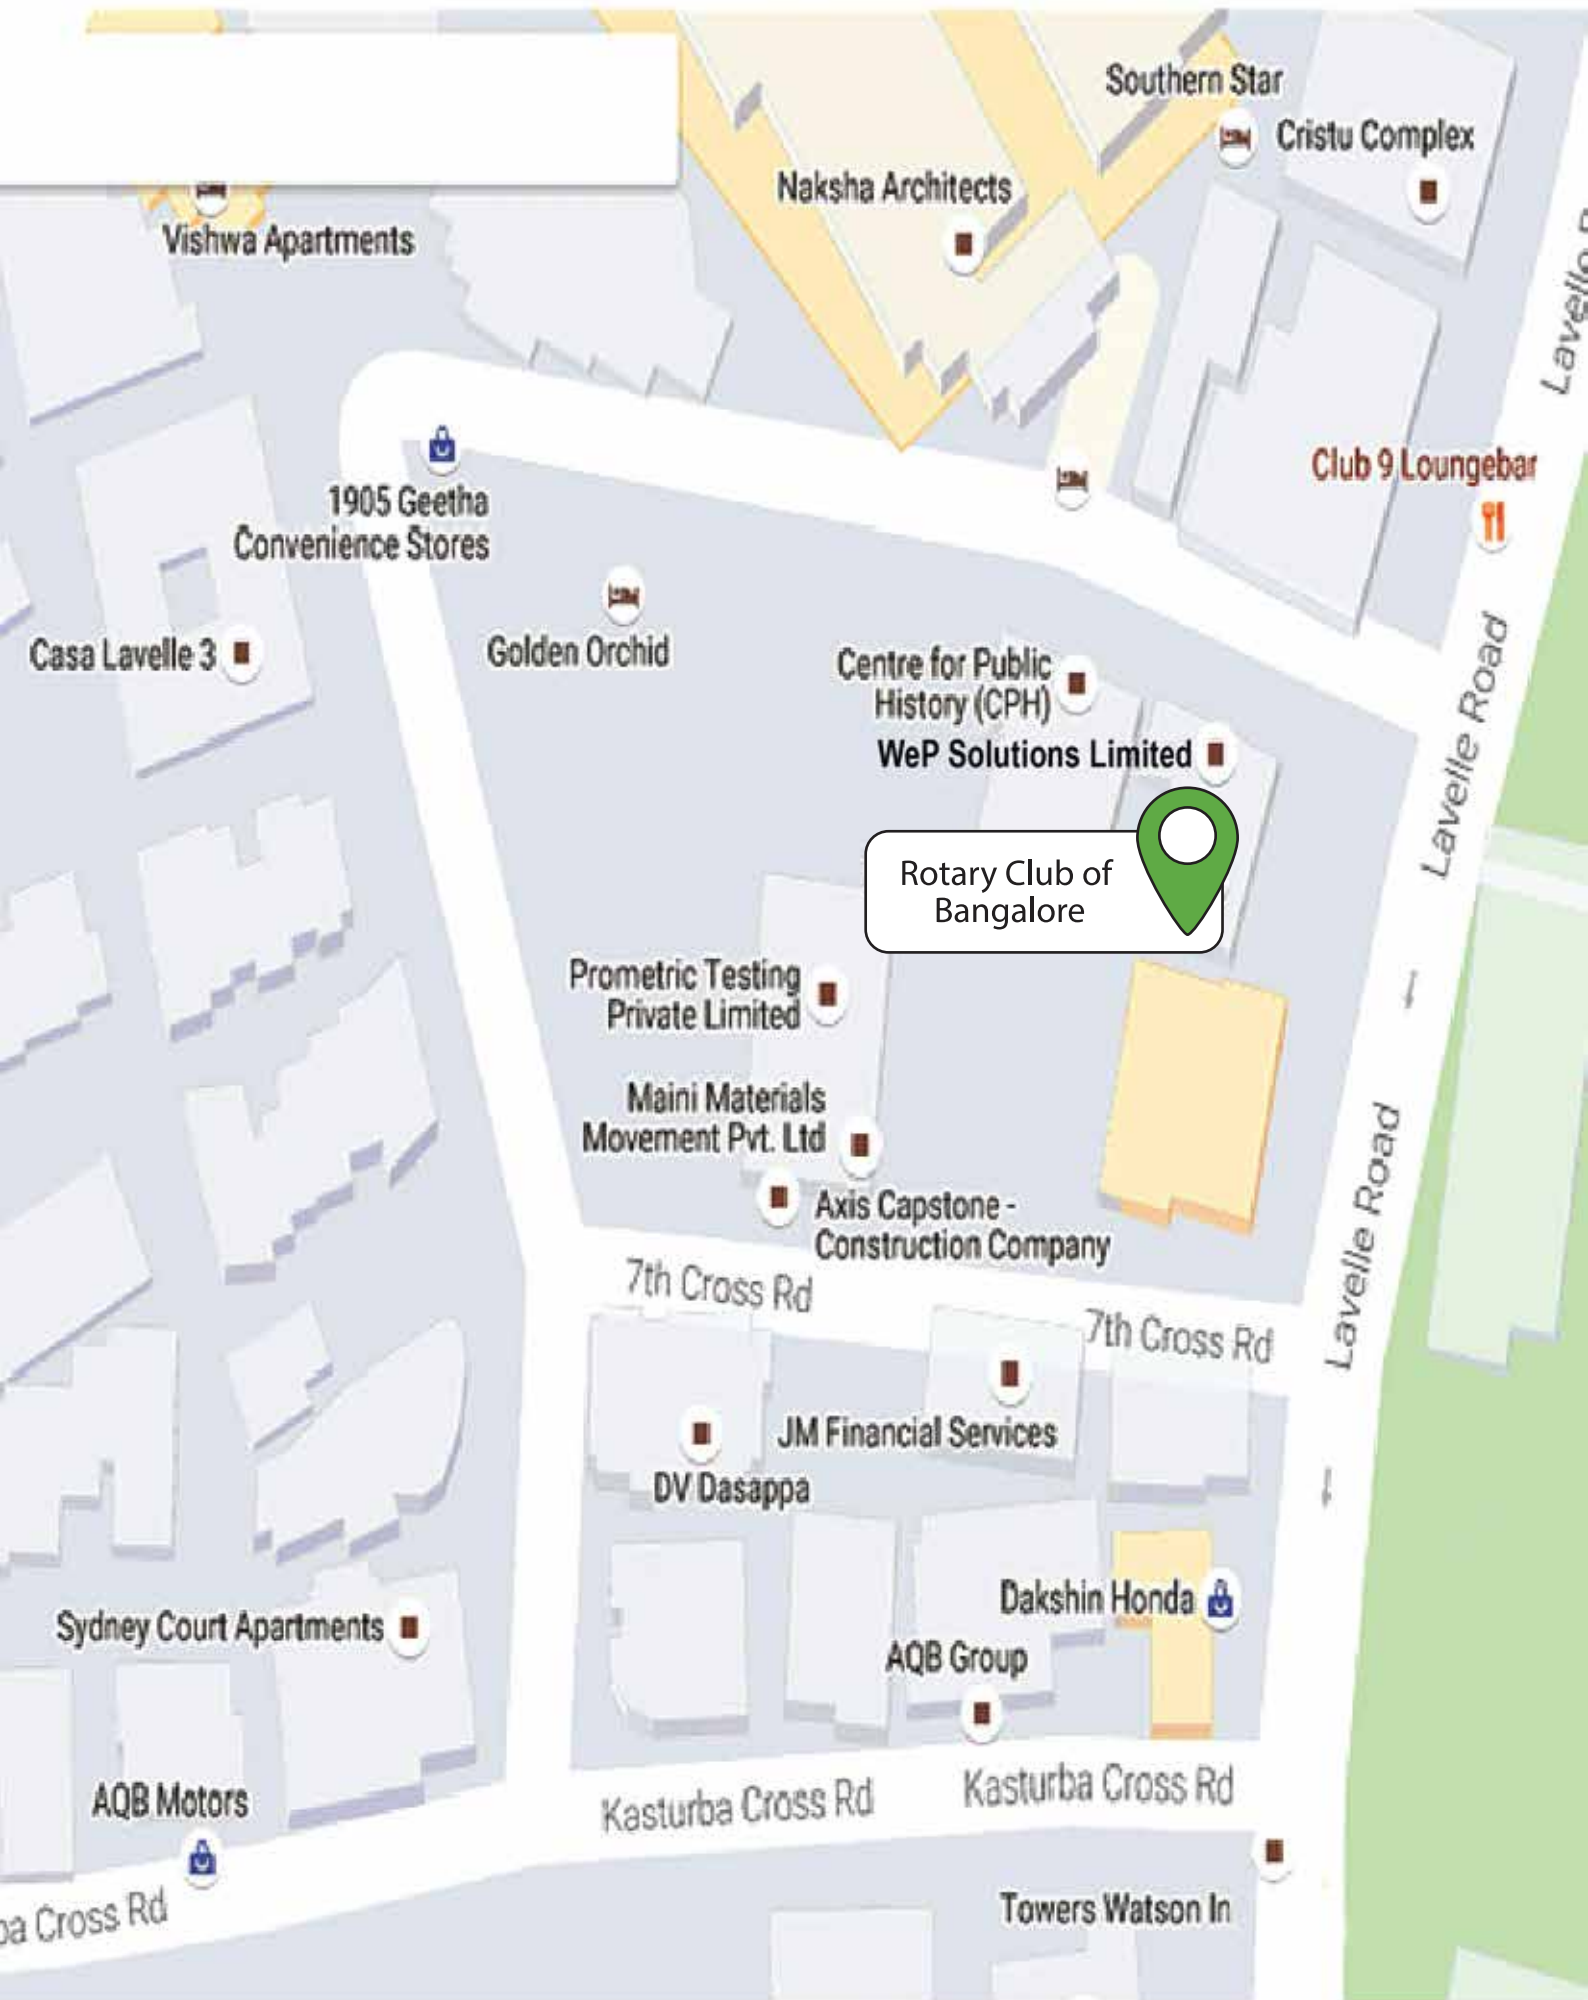 Southern Star
Cristu Complex
Naksha Architects
Vishwa Apartments
Club 9 Loungebar
1905 Geetha
Convenience Stores
Casa Lavelle 3
Golden Orchid
Centre for Public
History (CPH)
WeP Solutions Limited
Lavelle Road
Rotary Club of
Bangalore
Prometric Testing
Private Limited
Maini Materials
Movement Pvt. Ltd
Axis Capstone -
Construction Company
Lavelle Road
7th Cross Rd
7th Cross Rd
JM Financial Services
DV Dasappa
Dakshin Honda
Sydney Court Apartments
AQB Group
Kasturba Cross Rd
Kasturba Cross Rd
AQB Motors
Towers Watson In
Cross Rd
Lavelle